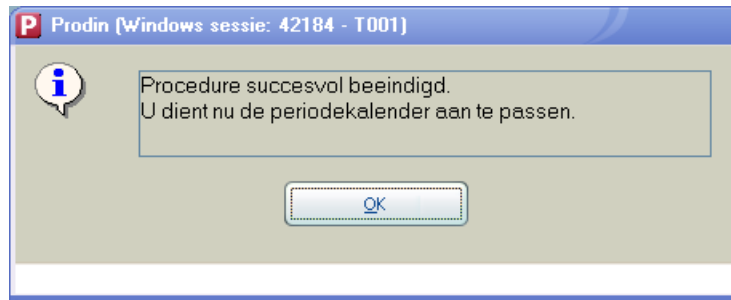 P Prodin (Windows sessie: 42184 - T001)
i
Procedure succesvol beeindigd.
U dient nu de periodekalender aan te passen.
OK